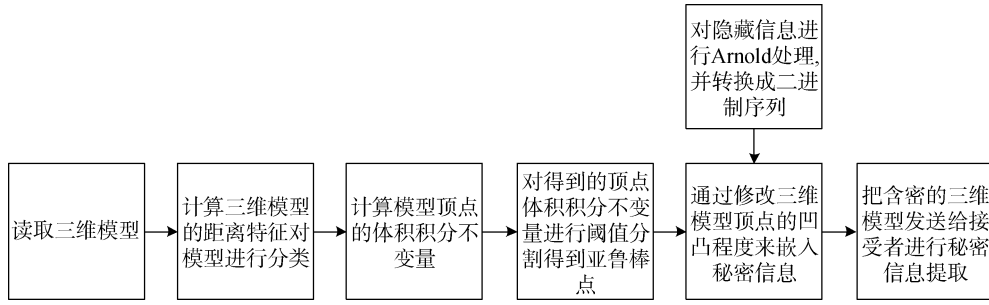 对隐藏信息进
行Arnold处理,
并转换成二进
制序列
读取三维模型
计算三维模型
的距离特征对
模型进行分类
计算模型顶点
的体积积分不
变量
对得到的顶点
体积积分不变
量进行阈值分
割得到亚鲁棒
点
通过修改三维
模型顶点的凹
凸程度来嵌入
秘密信息
把含密的三维
模型发送给接
受者进行秘密
信息提取